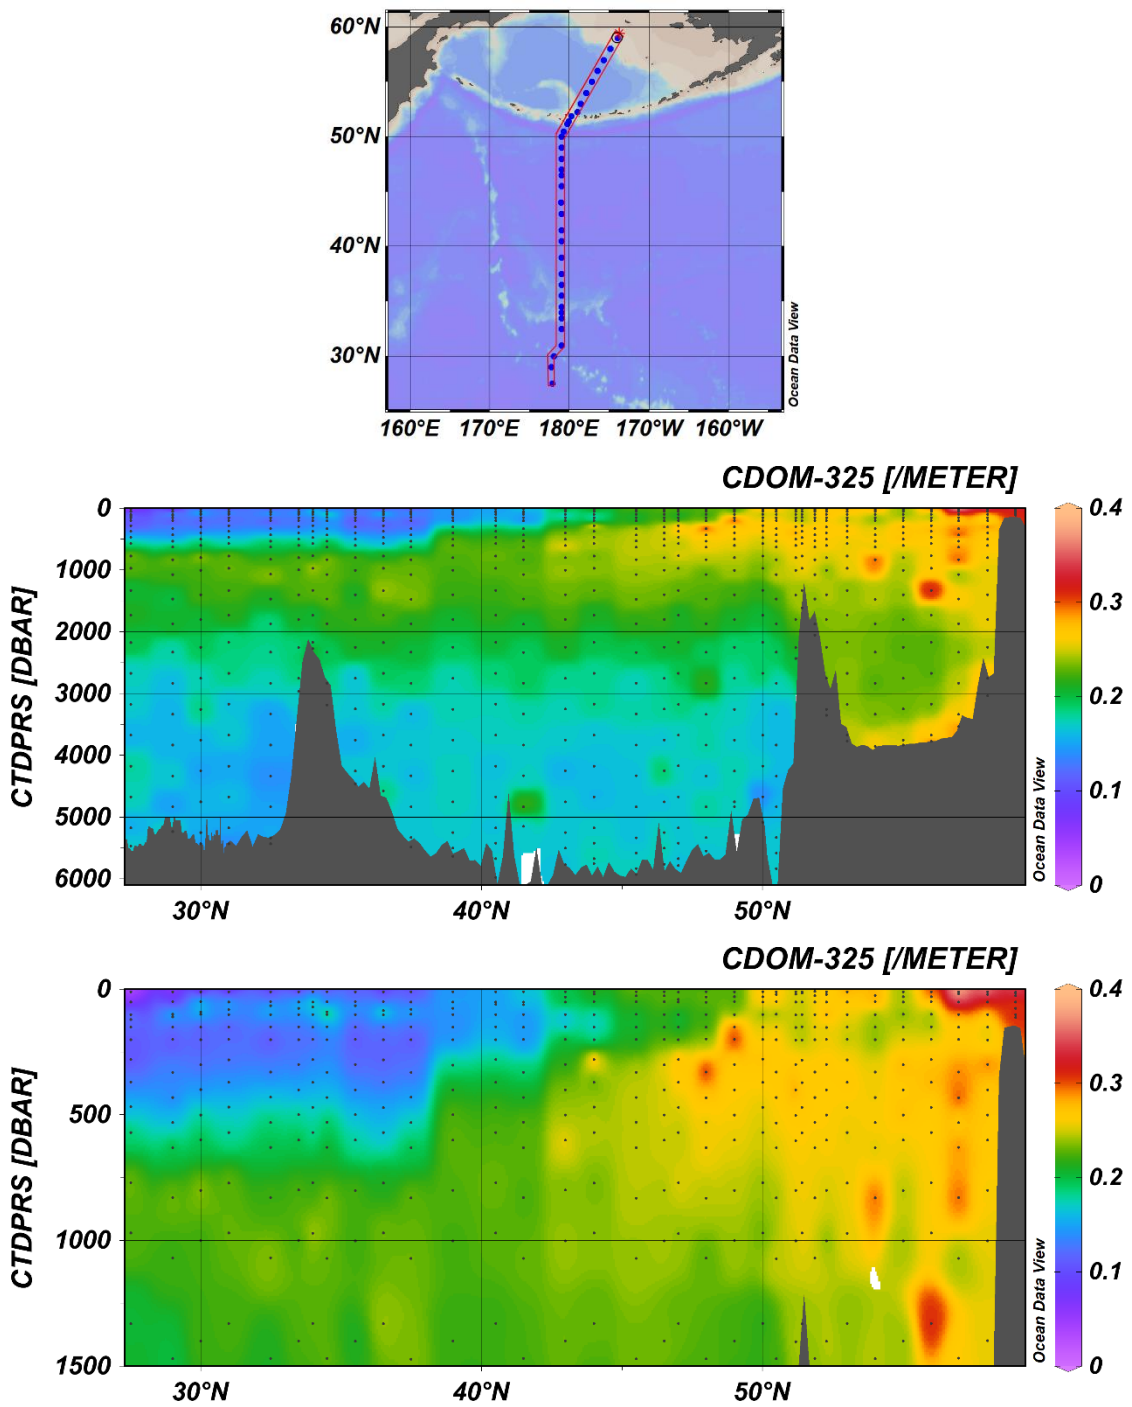 60°N
50°N
40°N
30°N
160°E 170°E 180°E 170°W 160°W
Ocean Data View
CDOM-325 [/METER]
CTDPRS [DBAR]
0
1000
2000
3000
4000
5000
6000
30°N 40°N 50°N
0.4
0.3
0.2
0.1
0
Ocean Data View
CDOM-325 [/METER]
CTDPRS [DBAR]
0
500
1000
1500
30°N 40°N 50°N
0.4
0.3
0.2
0.1
0
Ocean Data View